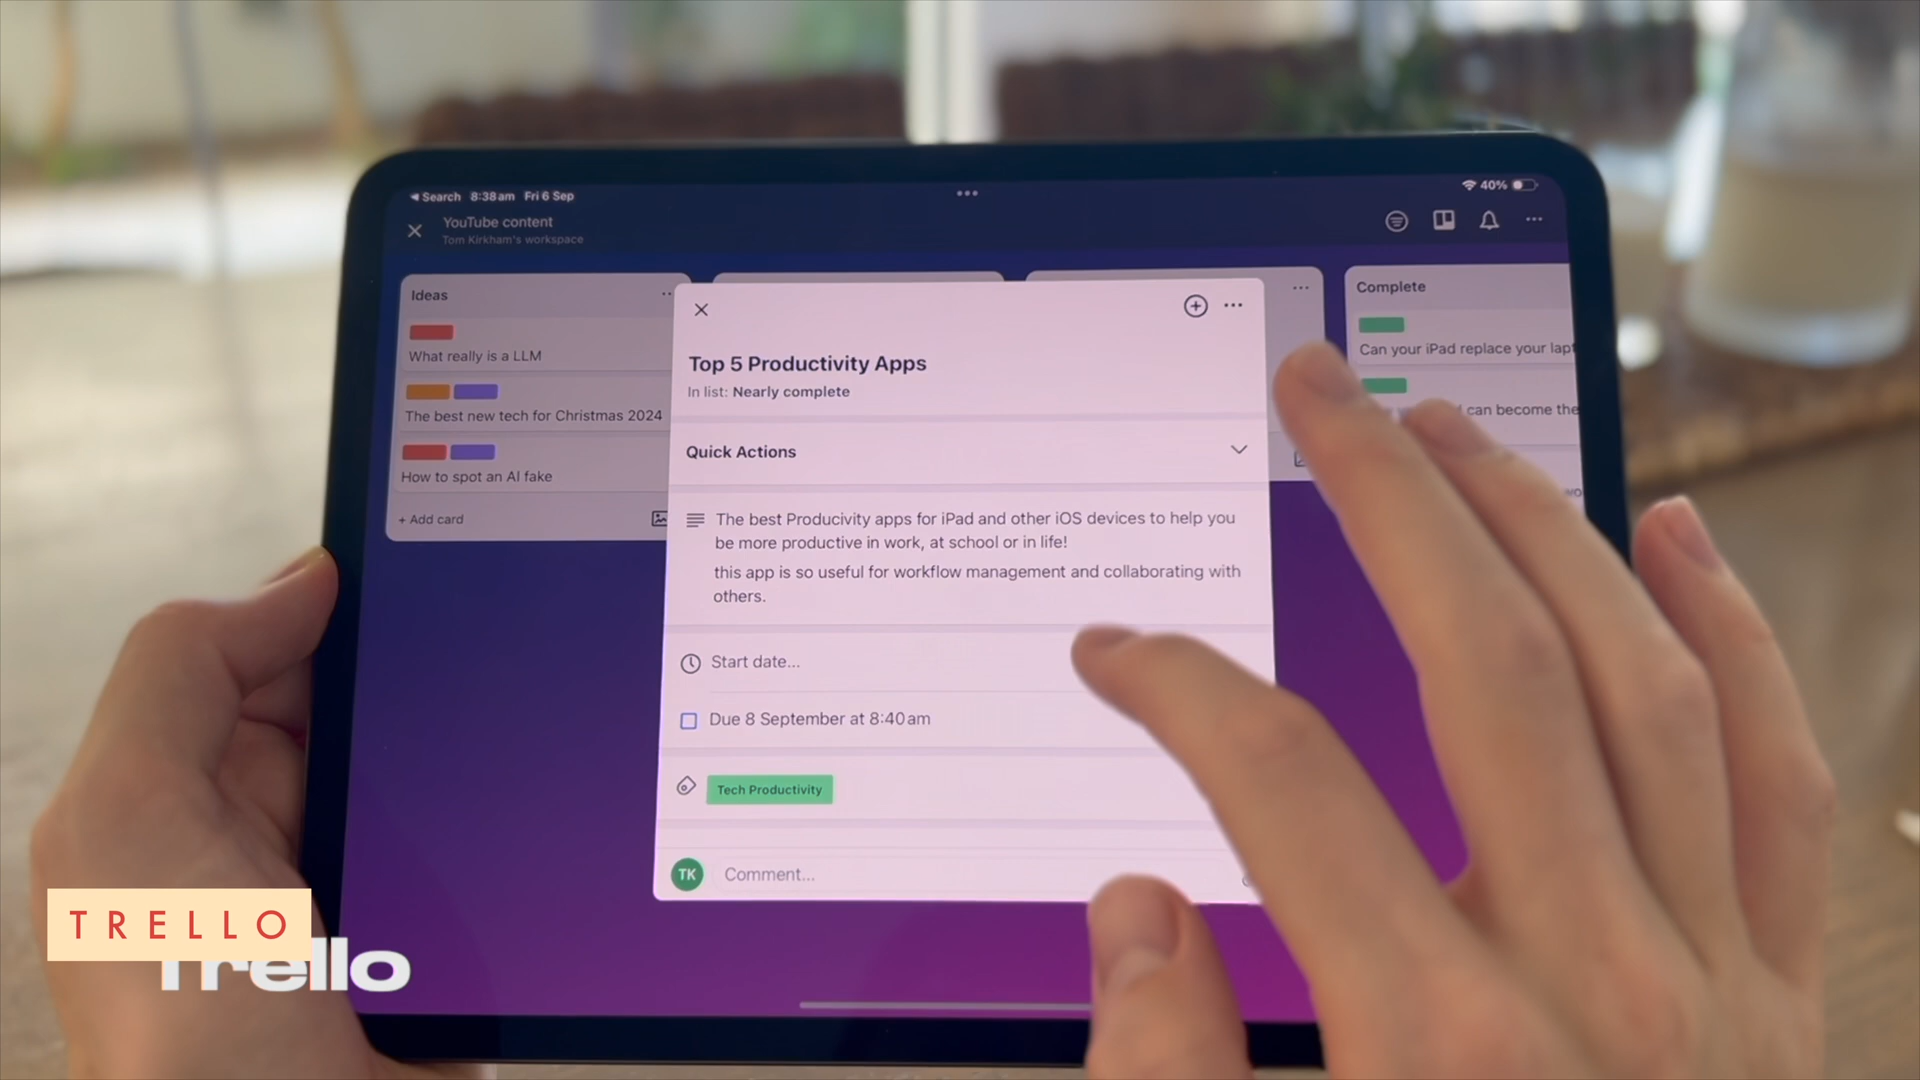 Search 8:38am Fri 6 Sep
40%
YouTube content
Tom Kirkham's workspace
Ideas
What really is a LLM
The best new tech for Christmas 2024
How to spot an AI fake
+ Add card
Top 5 Productivity Apps
In list: Nearly complete
Quick Actions
The best Producivity apps for iPad and other iOS devices to help you
be more productive in work, at school or in life!
this app is so useful for workflow management and collaborating with
others.
Start date...
Due 8 September at 8:40am
Tech Productivity
TK Comment...
Complete
Can your iPad replace your
can become the
TRELLO
Trello